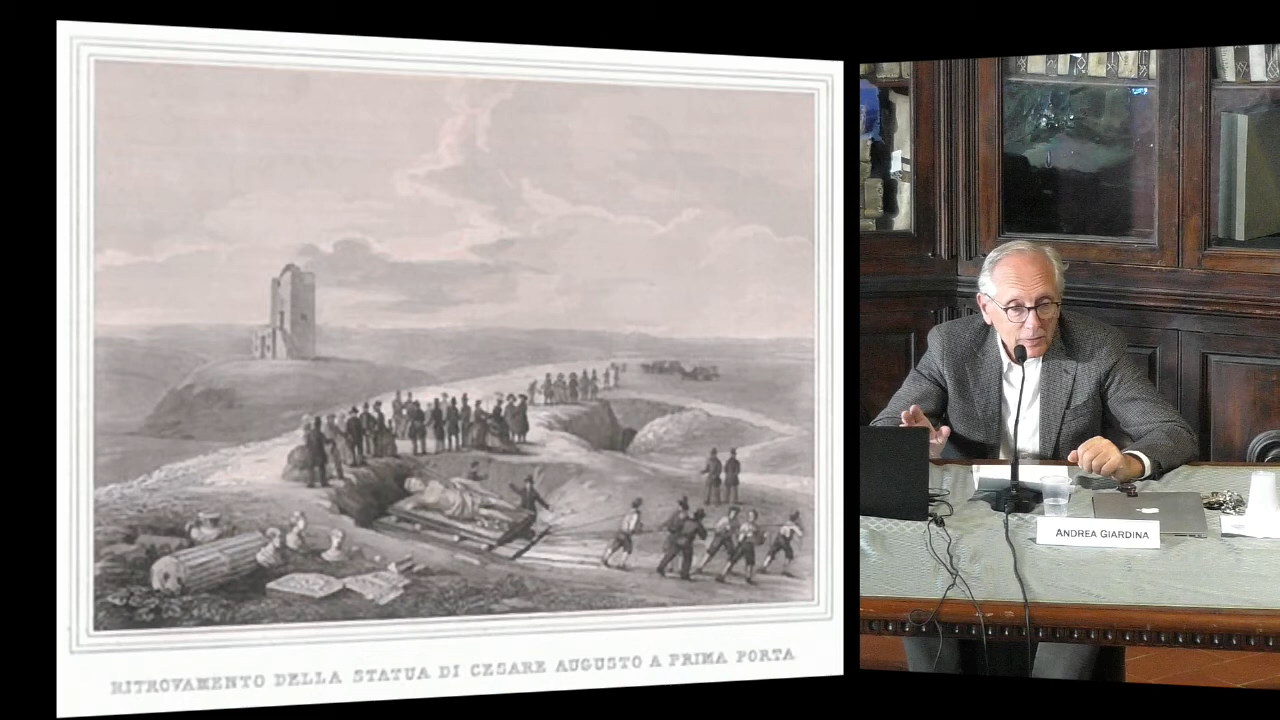 RITROVAMENTO DELLA STATUA DI CESARE AUGUSTO A PRIMA PORTA
ANDREA GIARDINA